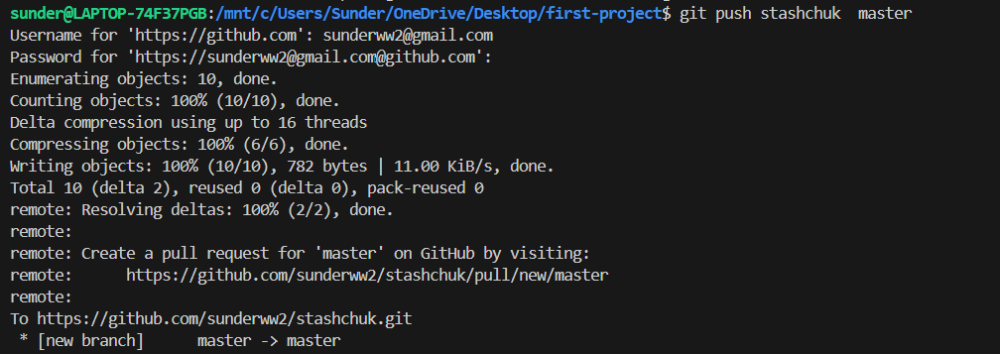 sunder@LAPTOP-74F37PGB:/mnt/c/Users/Sunder/OneDrive/Desktop/first-project$ git push stashchuk  master
Username for 'https://github.com': sunderww2@gmail.com
Password for 'https://sunderww2@gmail.com@github.com':
Enumerating objects: 10, done.
Counting objects: 100% (10/10), done.
Delta compression using up to 16 threads
Compressing objects: 100% (6/6), done.
Writing objects: 100% (10/10), 782 bytes | 11.00 KiB/s, done.
Total 10 (delta 2), reused 0 (delta 0), pack-reused 0
remote: Resolving deltas: 100% (2/2), done.
remote:
remote: Create a pull request for 'master' on GitHub by visiting:
remote:      https://github.com/sunderww2/stashchuk/pull/new/master
remote:
To https://github.com/sunderww2/stashchuk.git
 * [new branch]      master -> master